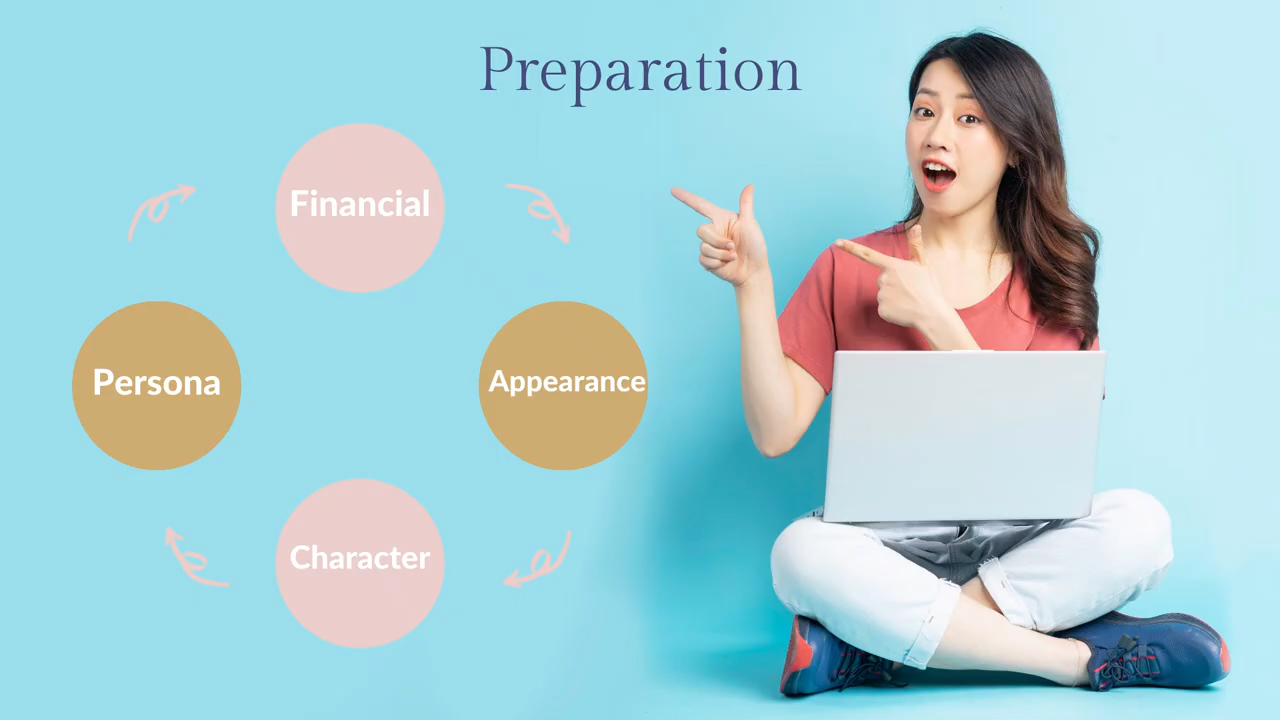 Preparation
Financial
Persona
Appearance
Character